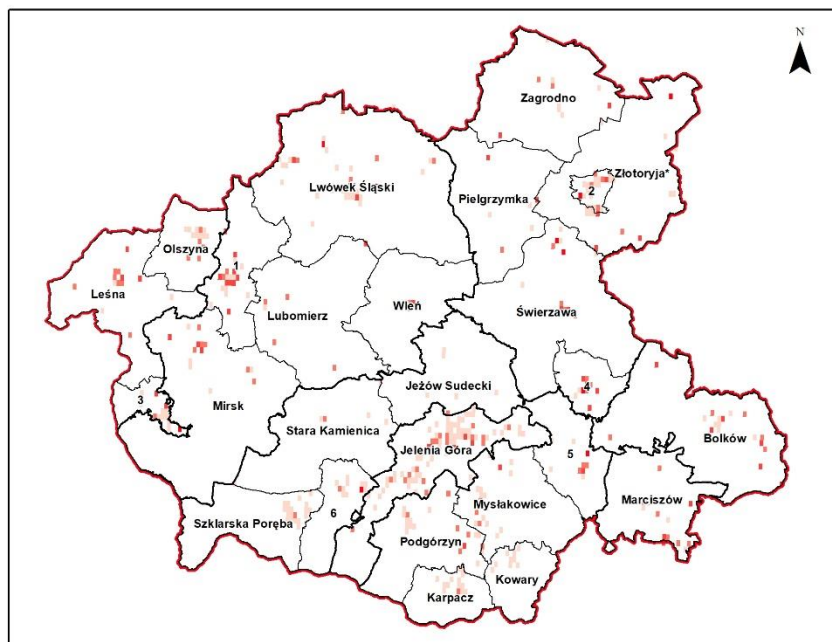 N
Zagrodno
Złotoryja*
2
Lwówek Śląski
Pielgrzymka
Olszyna
1
Leśna
Lubomierz
Wleń
Świerzawa
Jeżów Sudecki
4
3
Mirsk
Stara Kamienica
Bolków
Jelenia Góra
5
Marciszów
Mysłakowice
6
Szklarska Poręba
Podgórzyn
Kowary
Karpacz